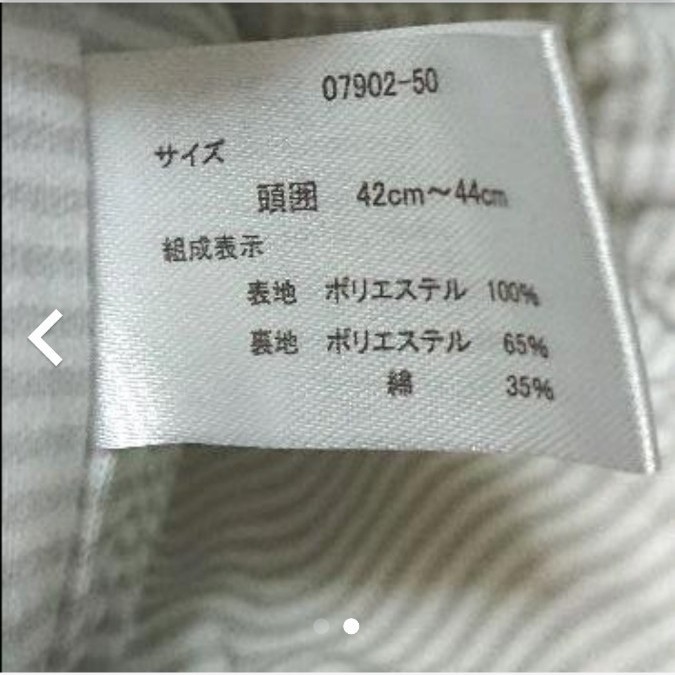 07902-50
サイズ
頭囲 42cm～44cm
組成表示
表地 ポリエステル 100%
裏地 ポリエステル 65%
綿 35%